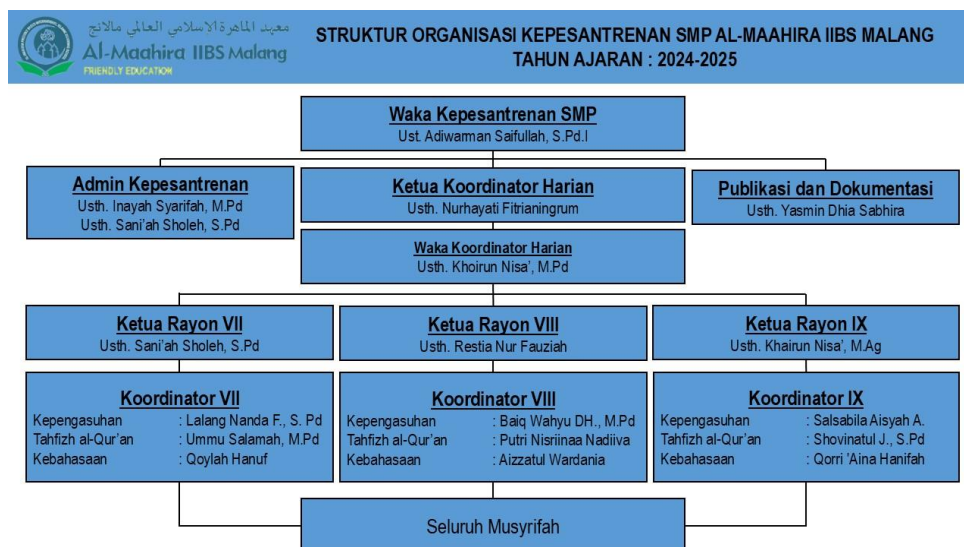 معهد الماهرة الإسلامي العالي مالانج
Al-Maahira IIBS Malang
FRIENDLY EDUCATION
STRUKTUR ORGANISASI KEPESANTRENAN SMP AL-MAAHIRA IIBS MALANG
TAHUN AJARAN : 2024-2025
Waka Kepesantrenan SMP
Ust. Adiwarman Saifullah, S.Pd.I
Admin Kepesantrenan
Usth. Inayah Syarifah, M.Pd
Usth. Sani'ah Sholeh, S.Pd
Ketua Koordinator Harian
Usth. Nurhayati Fitrianingrum
Publikasi dan Dokumentasi
Usth. Yasmin Dhia Sabhira
Waka Koordinator Harian
Usth. Khoirun Nisa', M.Pd
Ketua Rayon VII
Usth. Sani'ah Sholeh, S.Pd
Ketua Rayon VIII
Usth. Restia Nur Fauziah
Ketua Rayon IX
Usth. Khairun Nisa', M.Ag
Koordinator VII
Kepengasuhan : Lalang Nanda F., S. Pd
Tahfizh al-Qur'an : Ummu Salamah, M.Pd
Kebahasaan : Qoylah Hanuf
Koordinator VIII
Kepengasuhan : Baiq Wahyu DH., M.Pd
Tahfizh al-Qur'an : Putri Nisriinaa Nadiiva
Kebahasaan : Aizzatul Wardania
Koordinator IX
Kepengasuhan : Salsabila Aisyah A.
Tahfizh al-Qur'an : Shovinatul J., S.Pd
Kebahasaan : Qorri 'Aina Hanifah
Seluruh Musyrifah